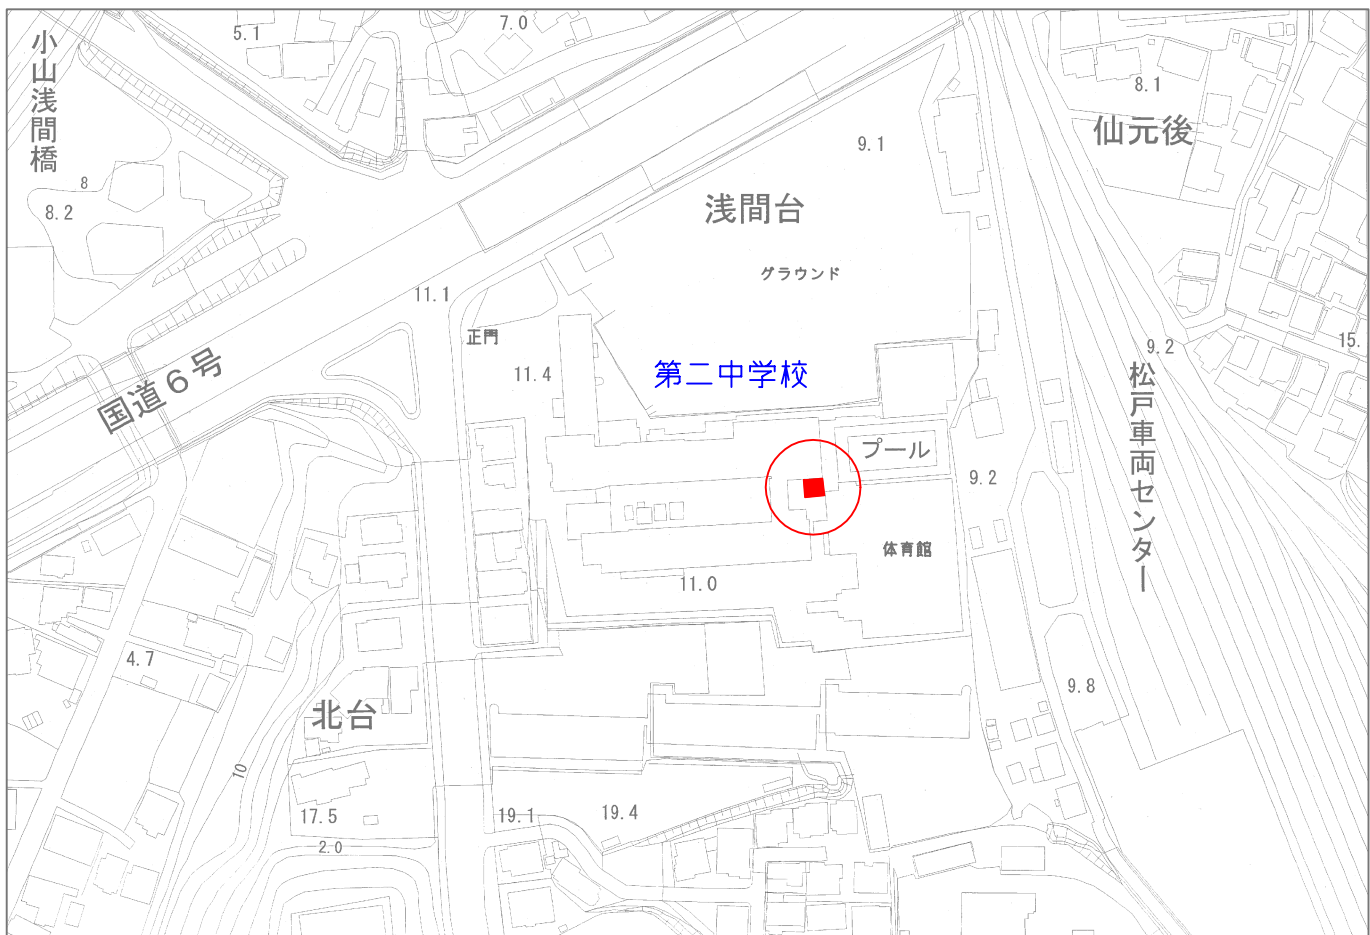 小山浅間橋
5.1
7.0
8.1
仙元後
9.1
8
8.2
浅間台
グラウンド
11.1
正門
国道6号
11.4
第二中学校
9.2
15.
松戸車両センター
プール
9.2
体育館
11.0
4.7
9.8
北台
10
17.5
19.1
19.4
2.0